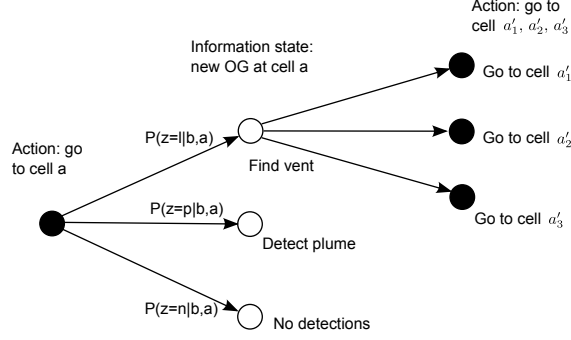 Action: go to
cell a′₁, a′₂, a′₃
Information state:
new OG at cell a
Go to cell a′₁
Action: go
to cell a
P(z=l|b,a)
Go to cell a′₂
Find vent
P(z=p|b,a)
Go to cell a′₃
Detect plume
P(z=n|b,a)
No detections